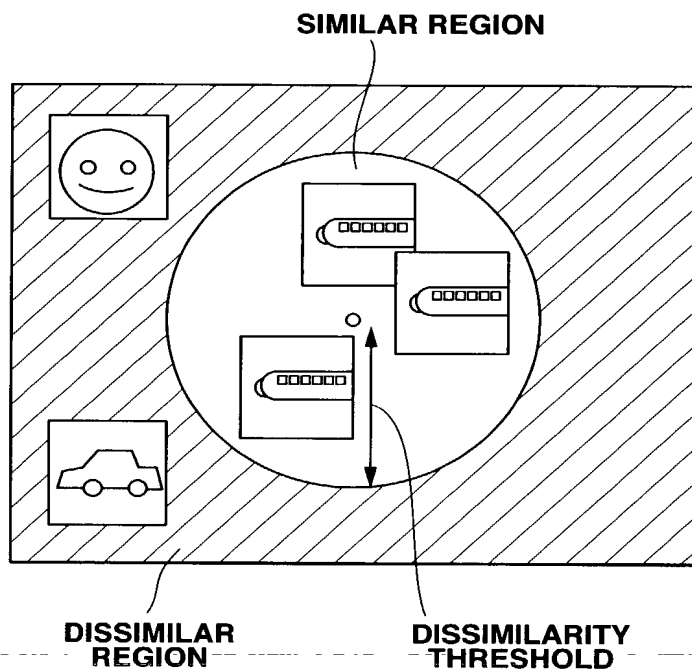 SIMILAR REGION
DISSIMILAR
REGION
DISSIMILARITY
THRESHOLD